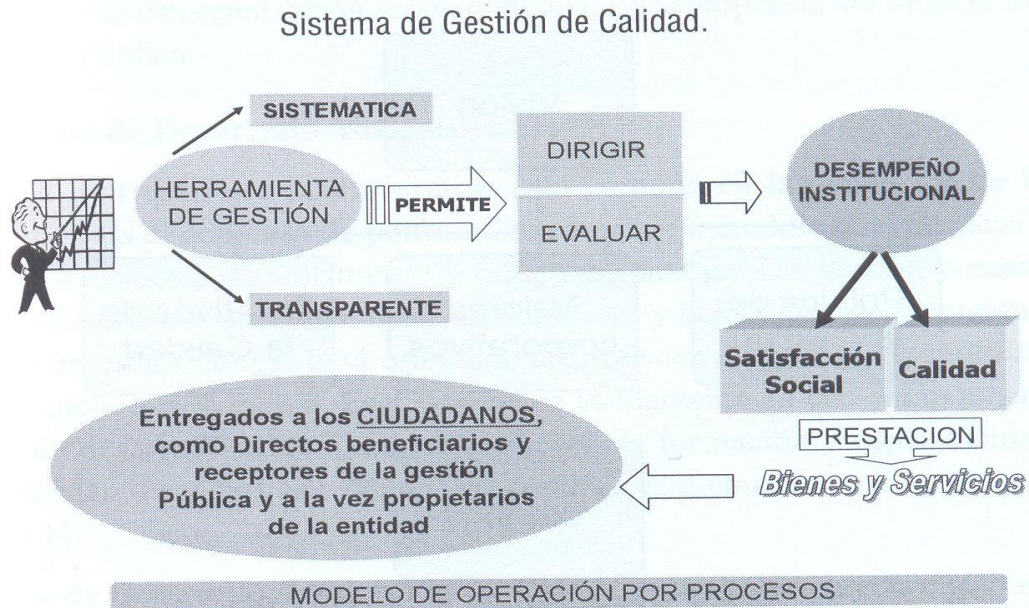 Sistema de Gestión de Calidad.
SISTEMATICA
HERRAMIENTA
DE GESTIÓN
TRANSPARENTE
PERMITE
DIRIGIR
EVALUAR
DESEMPEÑO
INSTITUCIONAL
Satisfacción
Social
Calidad
PRESTACION
Bienes y Servicios
Entregados a los CIUDADANOS,
como Directos beneficiarios y
receptores de la gestión
Pública y a la vez propietarios
de la entidad
MODELO DE OPERACIÓN POR PROCESOS